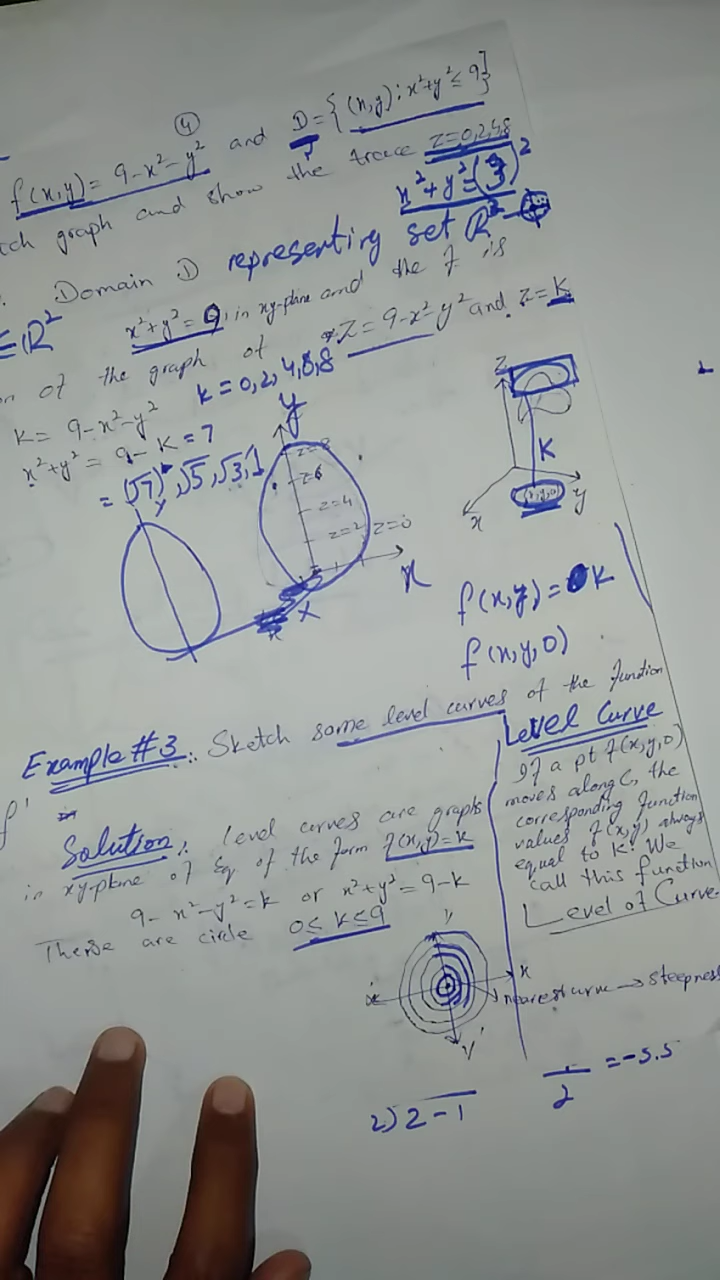 4
f(x,y) = 9-x²-y² and D = {(x,y): x²+y² ≤ 9}
ch graph and show the trace z=0,2,4,8
x²+y²=(3)²
Domain D representing set R²
∈ R² x²+y² = 9, in xy-plane and the f is
n of the graph of z = 9-x²-y² and z = K
K = 9-x²-y² K = 0,2,4,6,8
x²+y² = 9-K = 7
= (√7)², √5, √3, 1
y
z=6
z=4
z=2 z=0
x
x
y
z
K
(x,y,0)
y
x
f(x,y) = K
f(x,y,0)
Example #3: Sketch some level curves of the function
Solution: Level curves are graphs
in xy-plane of Eq of the form f(x,y)=k
9-x²-y²=k or x²+y²=9-k
These are circle 0≤k≤9
Level Curve
If a pt f(x,y,0)
moves along C, the
corresponding function
values f(x,y) always
equal to K. We
call this function
Level of Curve
y
x
x'
y'
nearest curve → steepness
2) 2-1
2 =-5.5